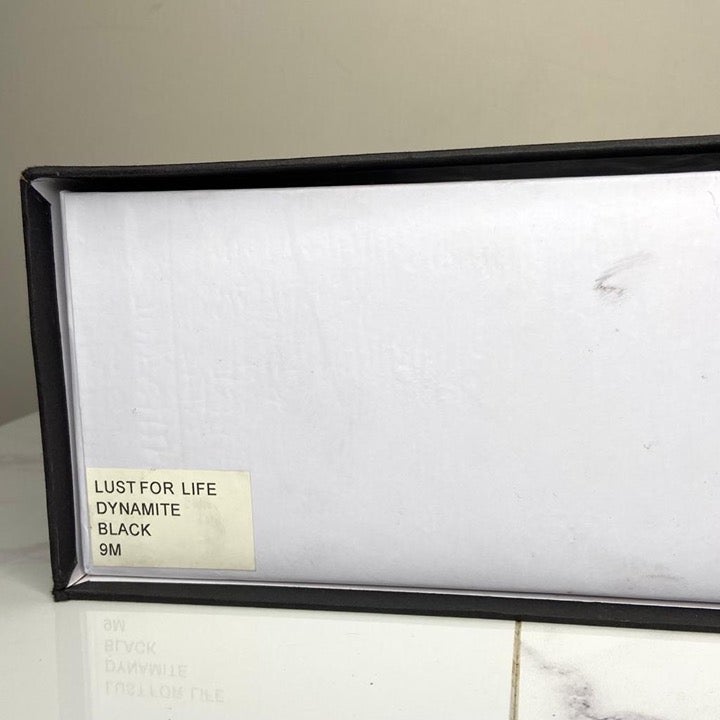 LUST FOR LIFE
DYNAMITE
BLACK
9M